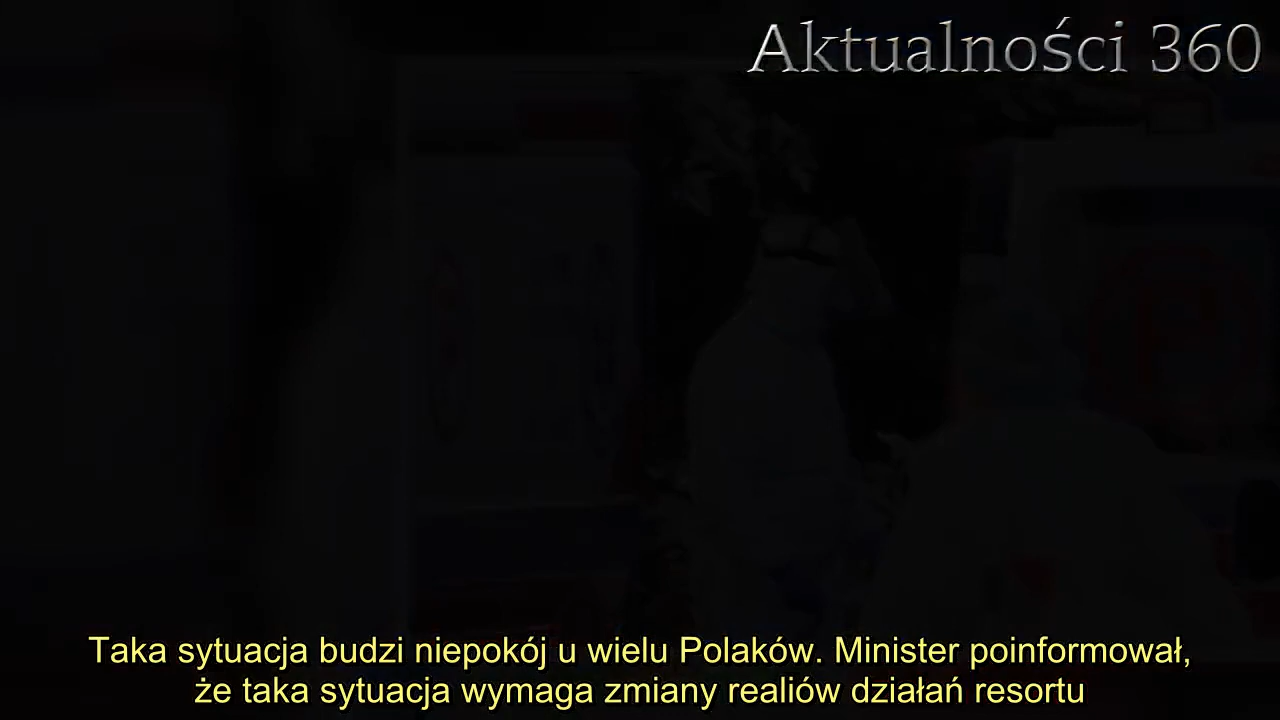 Aktualności 360
Taka sytuacja budzi niepokój u wielu Polaków. Minister poinformował,
że taka sytuacja wymaga zmiany realiów działań resortu